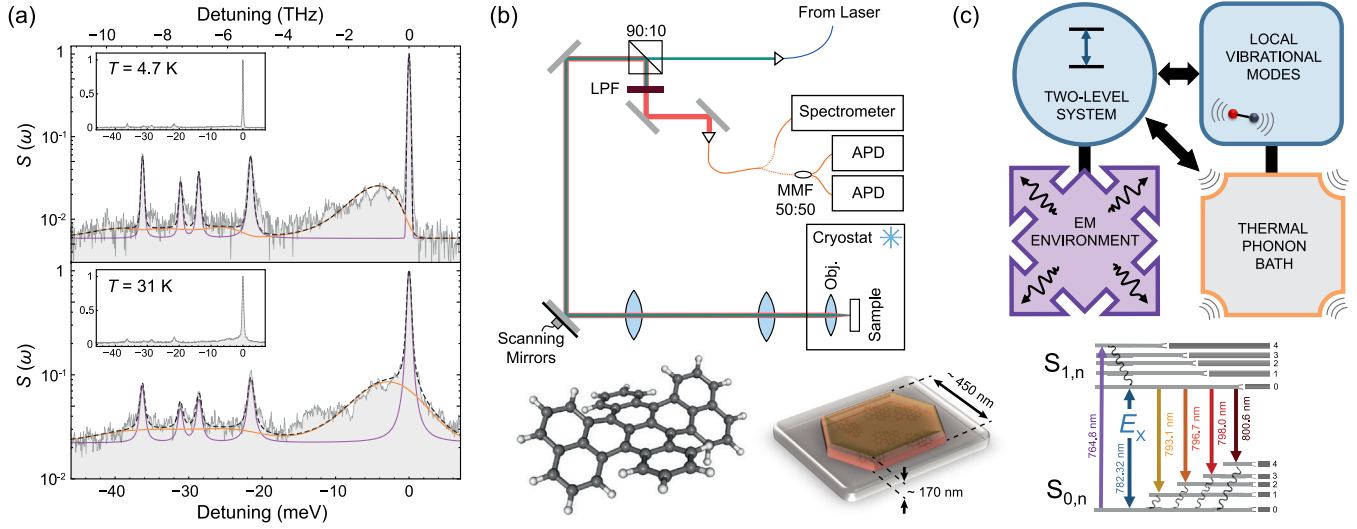 (a)
Detuning (THz)
−10 −8 −6 −4 −2 0
S (ω)
1
10⁻¹
10⁻²
T = 4.7 K
1
0.5
0
−40 −30 −20 −10 0
1
10⁻¹
10⁻²
S (ω)
T = 31 K
1
0.5
0
−40 −30 −20 −10 0
−40 −30 −20 −10 0
Detuning (meV)
(b)
90:10
From Laser
LPF
Spectrometer
APD
APD
MMF
50:50
Cryostat
Obj.
Sample
Scanning
Mirrors
~ 450 nm
~ 170 nm
(c)
TWO-LEVEL
SYSTEM
LOCAL
VIBRATIONAL
MODES
EM
ENVIRONMENT
THERMAL
PHONON
BATH
S1,n
4
3
2
1
0
764.8 nm
EX
782.32 nm
793.1 nm
796.7 nm
798.0 nm
800.6 nm
S0,n
4
3
2
1
0